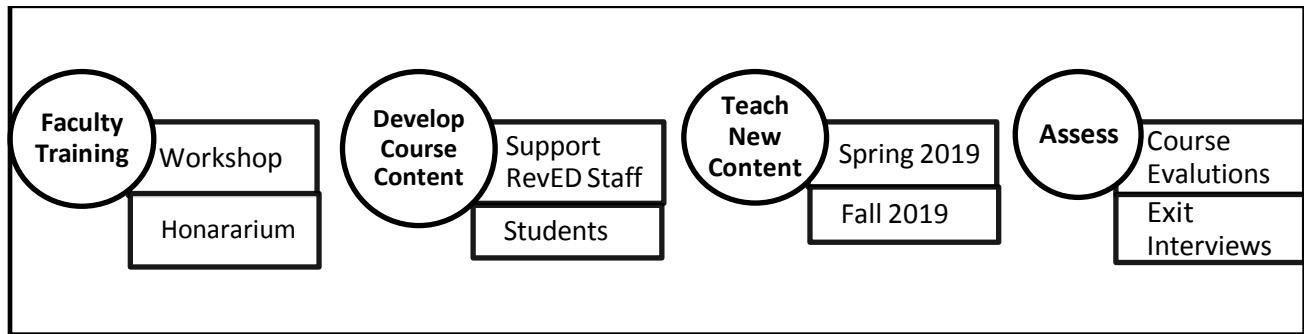 Faculty
Training
Workshop
Honararium
Develop
Course
Content
Support
RevED Staff
Students
Teach
New
Content
Spring 2019
Fall 2019
Assess
Course
Evalutions
Exit
Interviews